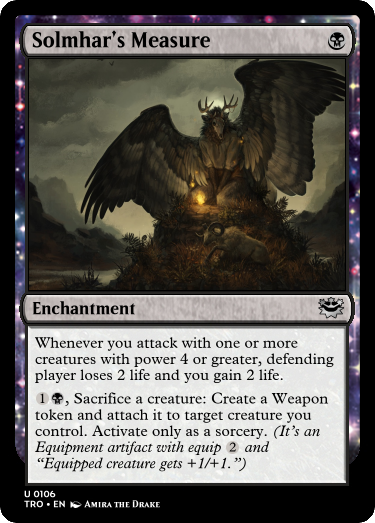 Solmhar's Measure
Enchantment
Whenever you attack with one or more
creatures with power 4 or greater, defending
player loses 2 life and you gain 2 life.
1, Sacrifice a creature: Create a Weapon
token and attach it to target creature you
control. Activate only as a sorcery. (It's an
Equipment artifact with equip 2 and
“Equipped creature gets +1/+1.”)
U 0106
TRO • EN Amira the Drake